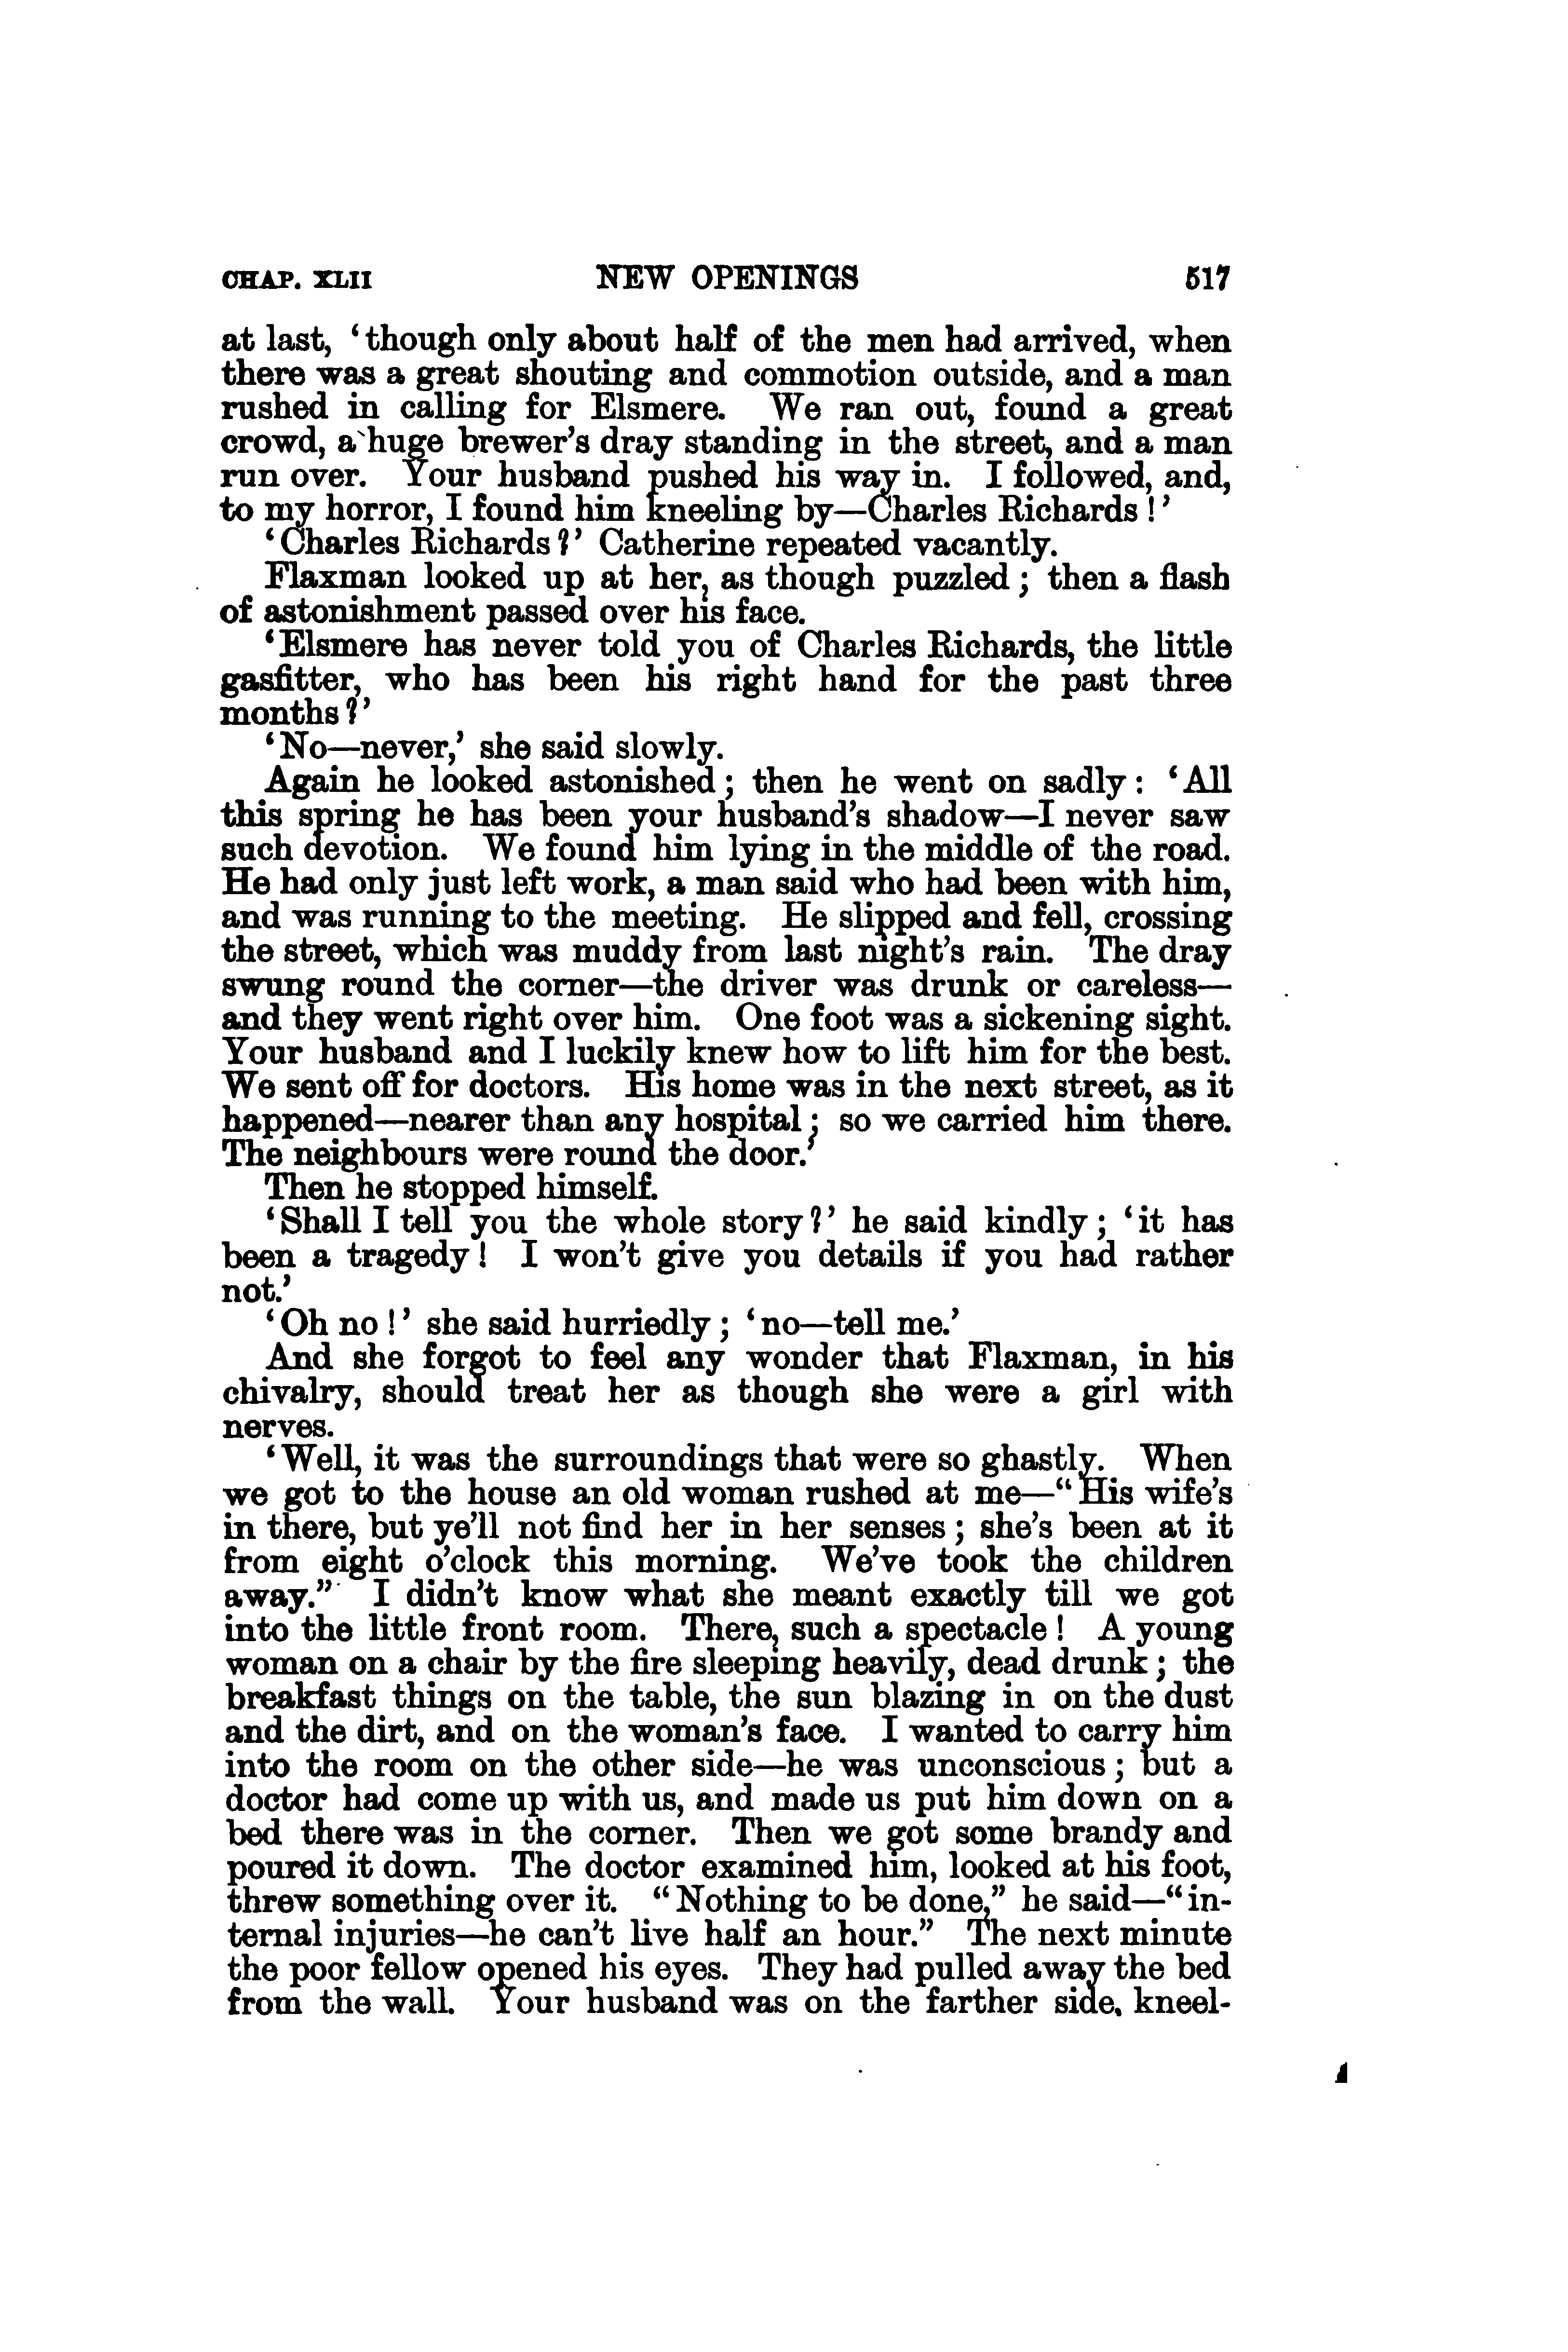 CHAP. XLII NEW OPENINGS 517
at last, ‘though only about half of the men had arrived, when
there was a great shouting and commotion outside, and a man
rushed in calling for Elsmere. We ran out, found a great
crowd, a huge brewer’s dray standing in the street, and a man
run over. Your husband pushed his way in. I followed, and,
to my horror, I found him kneeling by—Charles Richards!’
‘Charles Richards?’ Catherine repeated vacantly.
Flaxman looked up at her, as though puzzled; then a flash
of astonishment passed over his face.
‘Elsmere has never told you of Charles Richards, the little
gasfitter, who has been his right hand for the past three
months?’
‘No—never,’ she said slowly.
Again he looked astonished; then he went on sadly: ‘All
this spring he has been your husband’s shadow—I never saw
such devotion. We found him lying in the middle of the road.
He had only just left work, a man said who had been with him,
and was running to the meeting. He slipped and fell, crossing
the street, which was muddy from last night’s rain. The dray
swung round the corner—the driver was drunk or careless—
and they went right over him. One foot was a sickening sight.
Your husband and I luckily knew how to lift him for the best.
We sent off for doctors. His home was in the next street, as it
happened—nearer than any hospital; so we carried him there.
The neighbours were round the door.’
Then he stopped himself.
‘Shall I tell you the whole story?’ he said kindly; ‘it has
been a tragedy! I won’t give you details if you had rather
not.’
‘Oh no!’ she said hurriedly; ‘no—tell me.’
And she forgot to feel any wonder that Flaxman, in his
chivalry, should treat her as though she were a girl with
nerves.
‘Well, it was the surroundings that were so ghastly. When
we got to the house an old woman rushed at me—“His wife’s
in there, but ye’ll not find her in her senses; she’s been at it
from eight o’clock this morning. We’ve took the children
away.” I didn’t know what she meant exactly till we got
into the little front room. There, such a spectacle! A young
woman on a chair by the fire sleeping heavily, dead drunk; the
breakfast things on the table, the sun blazing in on the dust
and the dirt, and on the woman’s face. I wanted to carry him
into the room on the other side—he was unconscious; but a
doctor had come up with us, and made us put him down on a
bed there was in the corner. Then we got some brandy and
poured it down. The doctor examined him, looked at his foot,
threw something over it. “Nothing to be done,” he said—“in-
ternal injuries—he can’t live half an hour.” The next minute
the poor fellow opened his eyes. They had pulled away the bed
from the wall. Your husband was on the farther side, kneel-